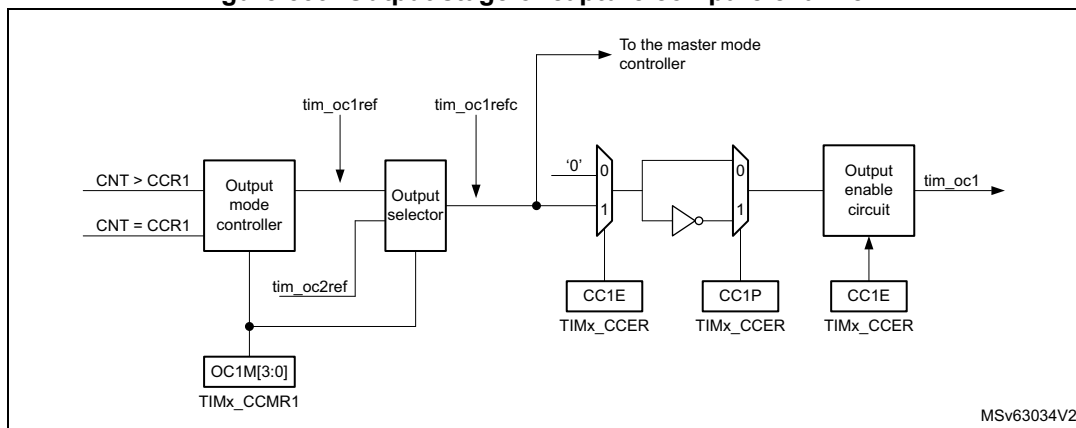 To the master mode
controller
tim_oc1ref
tim_oc1refc
CNT > CCR1
CNT = CCR1
Output
mode
controller
Output
selector
tim_oc2ref
'0'
0
1
0
1
Output
enable
circuit
tim_oc1
CC1E
TIMx_CCER
CC1P
TIMx_CCER
CC1E
TIMx_CCER
OC1M[3:0]
TIMx_CCMR1
MSv63034V2